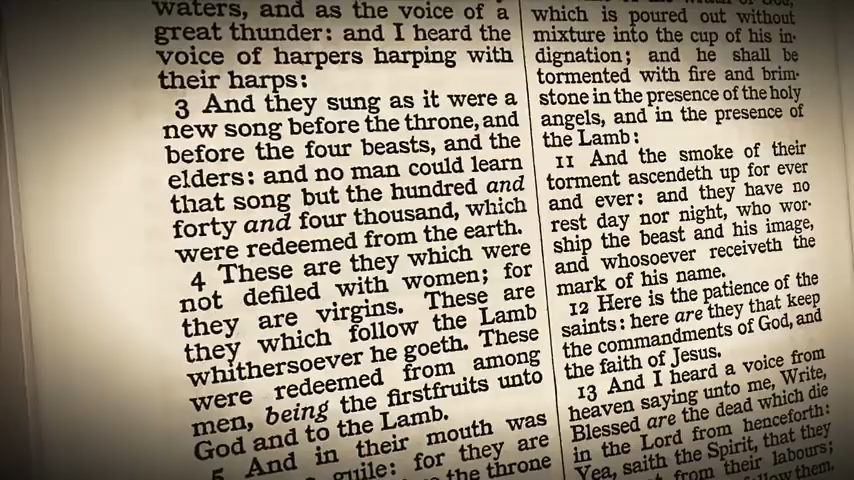 waters, and as the voice of a
great thunder: and I heard the
voice of harpers harping with
their harps:
3 And they sung as it were a
new song before the throne, and
before the four beasts, and the
elders: and no man could learn
that song but the hundred and
forty and four thousand, which
were redeemed from the earth.
4 These are they which were
not defiled with women; for
they are virgins. These are
they which follow the Lamb
whithersoever he goeth. These
were redeemed from among
men, being the firstfruits unto
God and to the Lamb.
5 And in their mouth was
guile: for they are
the throne
which is poured out without
mixture into the cup of his in-
dignation; and he shall be
tormented with fire and brim-
stone in the presence of the holy
angels, and in the presence of
the Lamb:
11 And the smoke of their
torment ascendeth up for ever
and ever: and they have no
rest day nor night, who wor-
ship the beast and his image,
and whosoever receiveth the
mark of his name.
12 Here is the patience of the
saints: here are they that keep
the commandments of God, and
the faith of Jesus.
13 And I heard a voice from
heaven saying unto me, Write,
Blessed are the dead which die
in the Lord from henceforth:
Yea, saith the Spirit, that they
from their labours;
follow them.